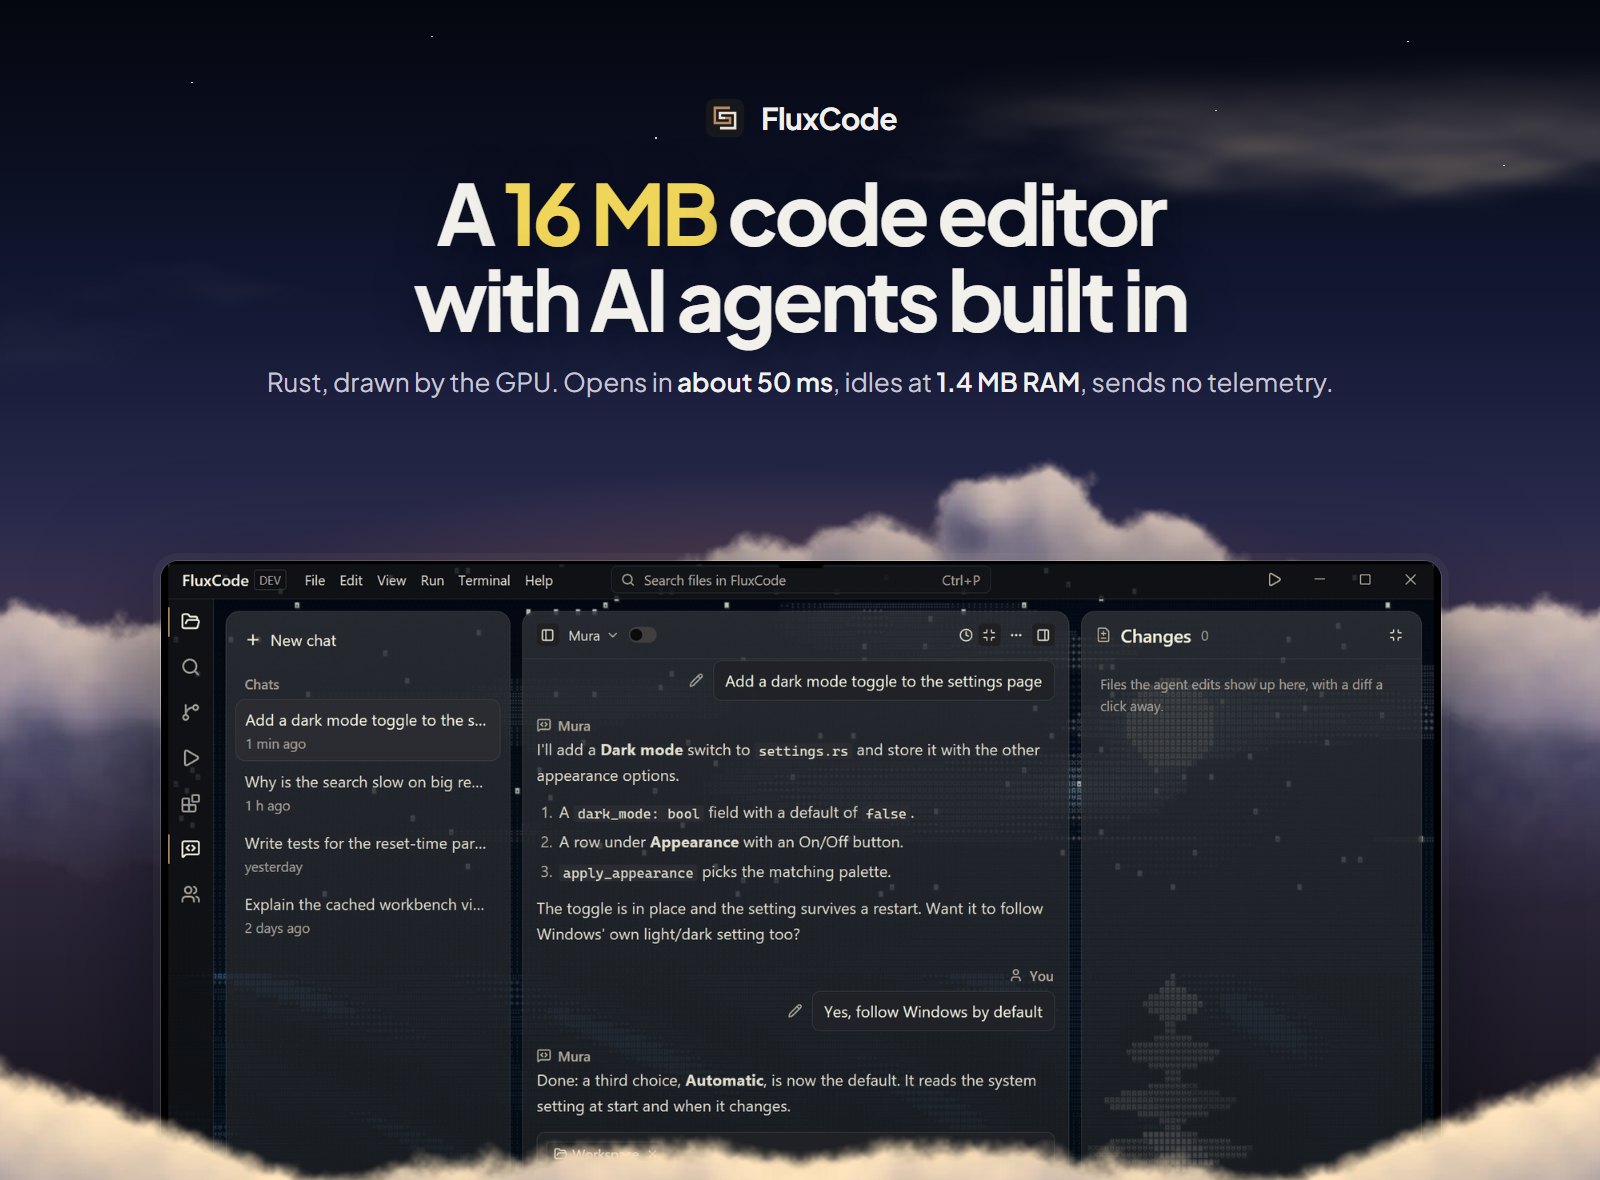 FluxCode
A 16 MB code editor
with AI agents built in
Rust, drawn by the GPU. Opens in about 50 ms, idles at 1.4 MB RAM, sends no telemetry.
FluxCode DEV File Edit View Run Terminal Help Search files in FluxCode Ctrl+P
New chat
Chats
Add a dark mode toggle to the s...
1 min ago
Why is the search slow on big re...
1 h ago
Write tests for the reset-time par...
yesterday
Explain the cached workbench vi...
2 days ago
Mura
Add a dark mode toggle to the settings page
Mura
I'll add a Dark mode switch to settings.rs and store it with the other
appearance options.
1. A dark_mode: bool field with a default of false.
2. A row under Appearance with an On/Off button.
3. apply_appearance picks the matching palette.
The toggle is in place and the setting survives a restart. Want it to follow
Windows' own light/dark setting too?
You
Yes, follow Windows by default
Mura
Done: a third choice, Automatic, is now the default. It reads the system
setting at start and when it changes.
Workspace
Changes 0
Files the agent edits show up here, with a diff a
click away.